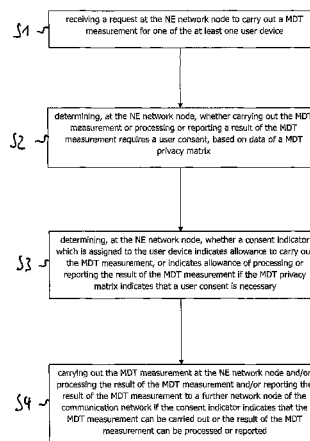 S1
receiving a request at the NE network node to carry out a MDT
measurement for one of the at least one user device
S2
determining, at the NE network node, whether carrying out the MDT
measurement or processing or reporting a result of the MDT
measurement requires a user consent, based on data of a MDT
privacy matrix
S3
determining, at the NE network node, whether a consent indicator
which is assigned to the user device indicates allowance to carry out
the MDT measurement, or indicates allowance of processing or
reporting the result of the MDT measurement if the MDT privacy
matrix indicates that a user consent is necessary
S4
carrying out the MDT measurement at the NE network node and/or
processing the result of the MDT measurement and/or reporting the
result of the MDT measurement to a further network node of the
communication network if the consent indicator indicates that the
MDT measurement can be carried out or the result of the MDT
measurement can be processed or reported